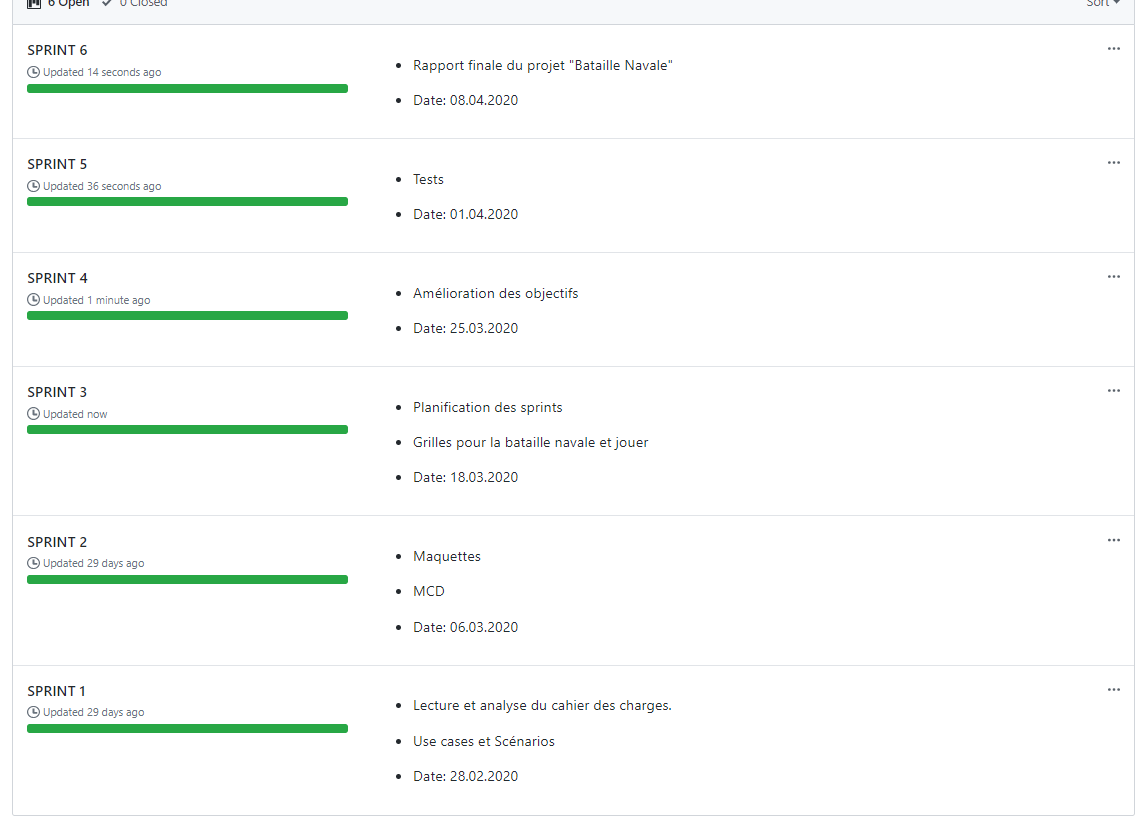 6 Open 0 Closed Sort
SPRINT 6
Updated 14 seconds ago
Rapport finale du projet "Bataille Navale"
Date: 08.04.2020
SPRINT 5
Updated 36 seconds ago
Tests
Date: 01.04.2020
SPRINT 4
Updated 1 minute ago
Amélioration des objectifs
Date: 25.03.2020
SPRINT 3
Updated now
Planification des sprints
Grilles pour la bataille navale et jouer
Date: 18.03.2020
SPRINT 2
Updated 29 days ago
Maquettes
MCD
Date: 06.03.2020
SPRINT 1
Updated 29 days ago
Lecture et analyse du cahier des charges.
Use cases et Scénarios
Date: 28.02.2020